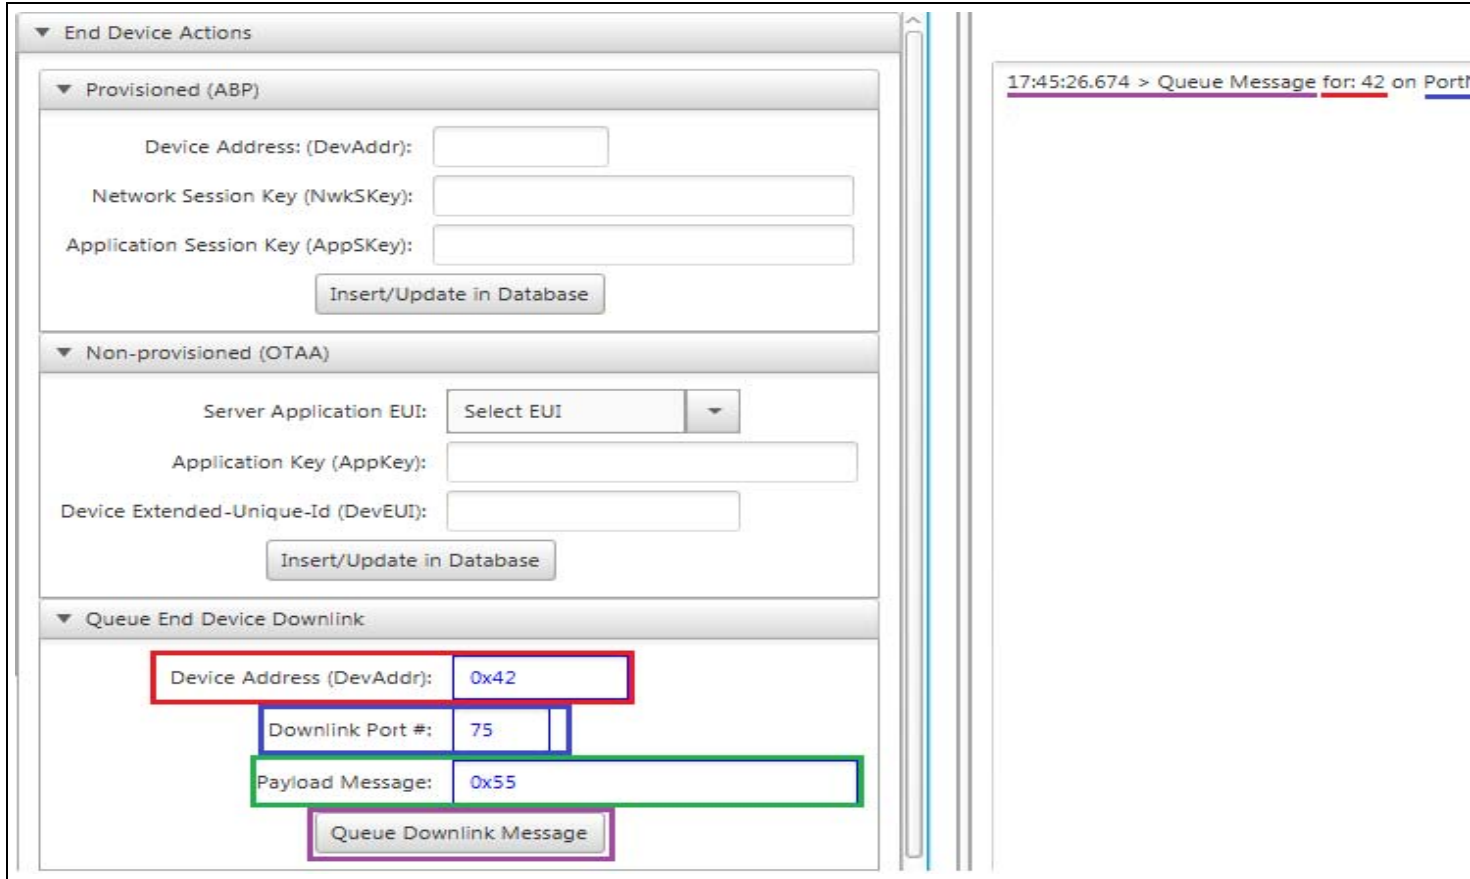 End Device Actions
Provisioned (ABP)
Device Address: (DevAddr):
Network Session Key (NwkSKey):
Application Session Key (AppSKey):
Insert/Update in Database
Non-provisioned (OTAA)
Server Application EUI: Select EUI
Application Key (AppKey):
Device Extended-Unique-Id (DevEUI):
Insert/Update in Database
Queue End Device Downlink
Device Address (DevAddr): 0x42
Downlink Port #: 75
Payload Message: 0x55
Queue Downlink Message
17:45:26.674 > Queue Message for: 42 on